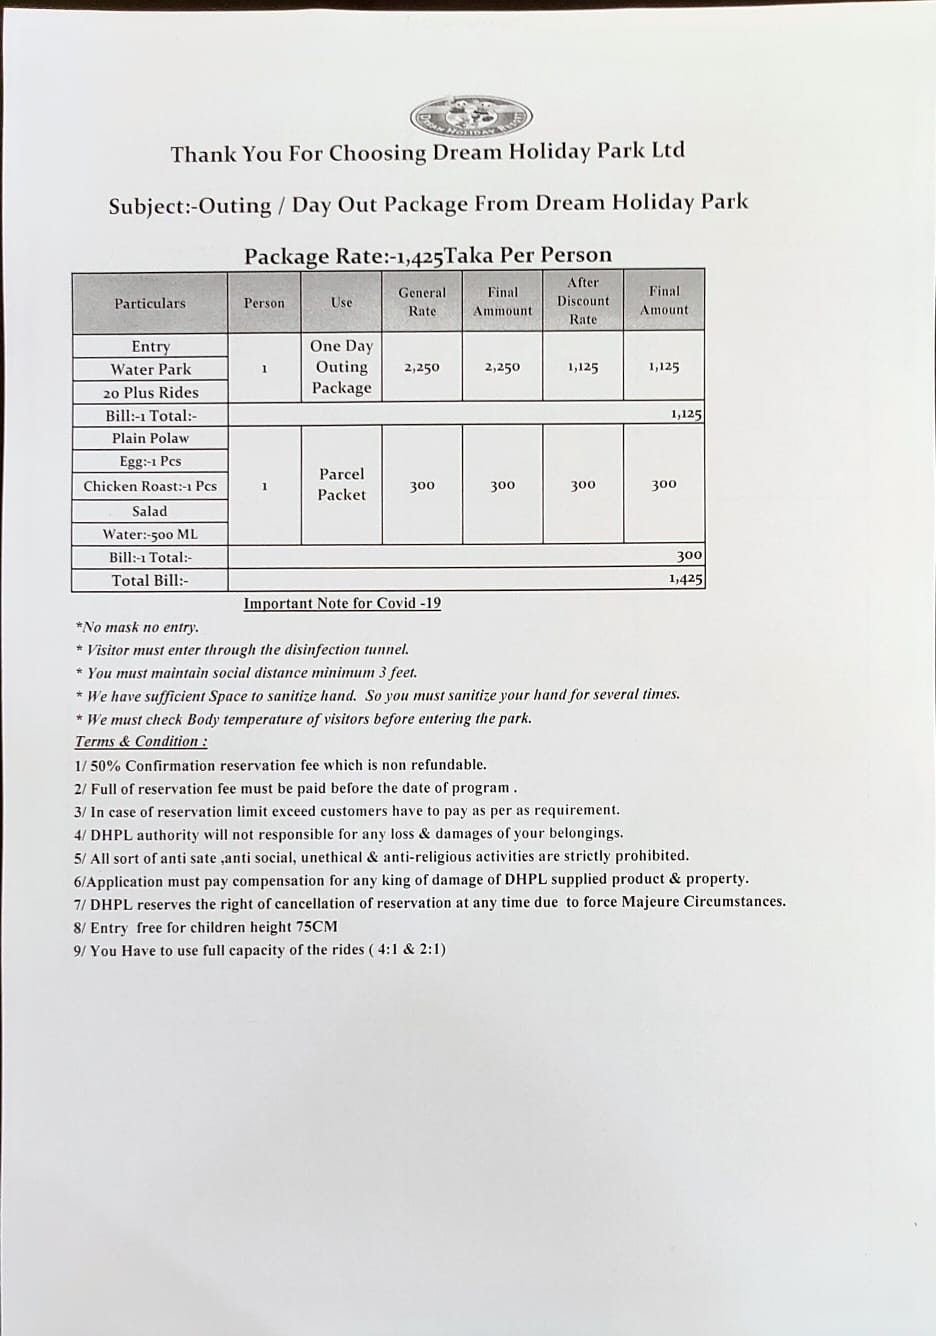 DREAM HOLIDAY
Thank You For Choosing Dream Holiday Park Ltd
Subject:-Outing / Day Out Package From Dream Holiday Park
Package Rate:-1,425Taka Per Person
Particulars Person Use General Rate Final Ammount After Discount Rate Final Amount
Entry
Water Park
20 Plus Rides
1 One Day Outing Package 2,250 2,250 1,125 1,125
Bill:-1 Total:- 1,125
Plain Polaw
Egg:-1 Pcs
Chicken Roast:-1 Pcs
Salad
Water:-500 ML
1 Parcel Packet 300 300 300 300
Bill:-1 Total:- 300
Total Bill:- 1,425
Important Note for Covid -19
*No mask no entry.
* Visitor must enter through the disinfection tunnel.
* You must maintain social distance minimum 3 feet.
* We have sufficient Space to sanitize hand. So you must sanitize your hand for several times.
* We must check Body temperature of visitors before entering the park.
Terms & Condition :
1/ 50% Confirmation reservation fee which is non refundable.
2/ Full of reservation fee must be paid before the date of program .
3/ In case of reservation limit exceed customers have to pay as per as requirement.
4/ DHPL authority will not responsible for any loss & damages of your belongings.
5/ All sort of anti sate ,anti social, unethical & anti-religious activities are strictly prohibited.
6/Application must pay compensation for any king of damage of DHPL supplied product & property.
7/ DHPL reserves the right of cancellation of reservation at any time due to force Majeure Circumstances.
8/ Entry free for children height 75CM
9/ You Have to use full capacity of the rides ( 4:1 & 2:1)